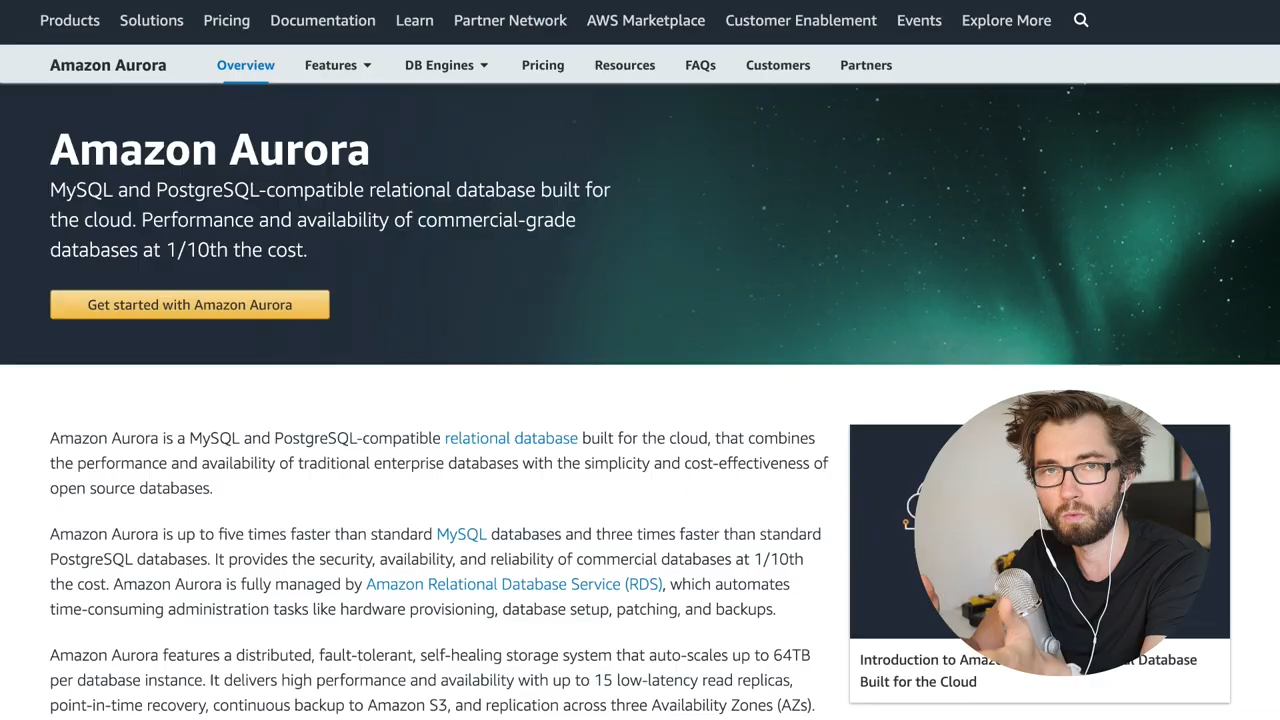 Products Solutions Pricing Documentation Learn Partner Network AWS Marketplace Customer Enablement Events Explore More
Amazon Aurora Overview Features DB Engines Pricing Resources FAQs Customers Partners
Amazon Aurora
MySQL and PostgreSQL-compatible relational database built for
the cloud. Performance and availability of commercial-grade
databases at 1/10th the cost.
Get started with Amazon Aurora
Amazon Aurora is a MySQL and PostgreSQL-compatible relational database built for the cloud, that combines
the performance and availability of traditional enterprise databases with the simplicity and cost-effectiveness of
open source databases.
Amazon Aurora is up to five times faster than standard MySQL databases and three times faster than standard
PostgreSQL databases. It provides the security, availability, and reliability of commercial databases at 1/10th
the cost. Amazon Aurora is fully managed by Amazon Relational Database Service (RDS), which automates
time-consuming administration tasks like hardware provisioning, database setup, patching, and backups.
Amazon Aurora features a distributed, fault-tolerant, self-healing storage system that auto-scales up to 64TB
per database instance. It delivers high performance and availability with up to 15 low-latency read replicas,
point-in-time recovery, continuous backup to Amazon S3, and replication across three Availability Zones (AZs).
Introduction to Database
Built for the Cloud